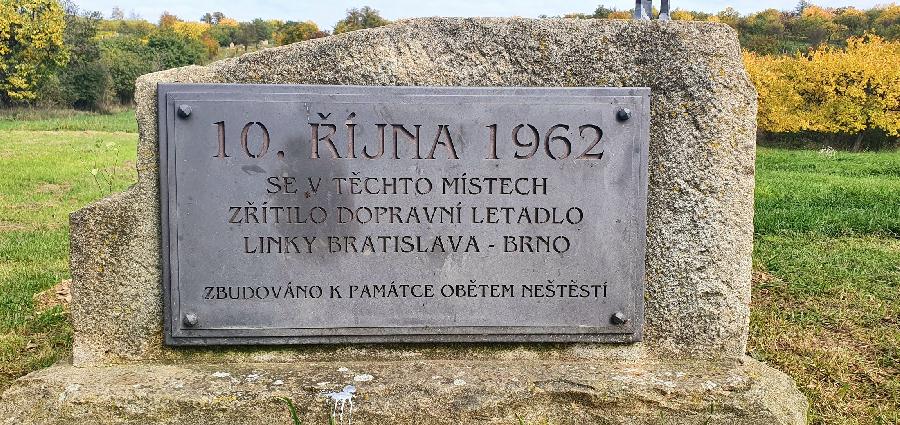 10. ŘÍJNA 1962
SE V TĚCHTO MÍSTECH
ZŘÍTILO DOPRAVNÍ LETADLO
LINKY BRATISLAVA - BRNO
ZBUDOVÁNO K PAMÁTCE OBĚTEM NEŠTĚSTÍ